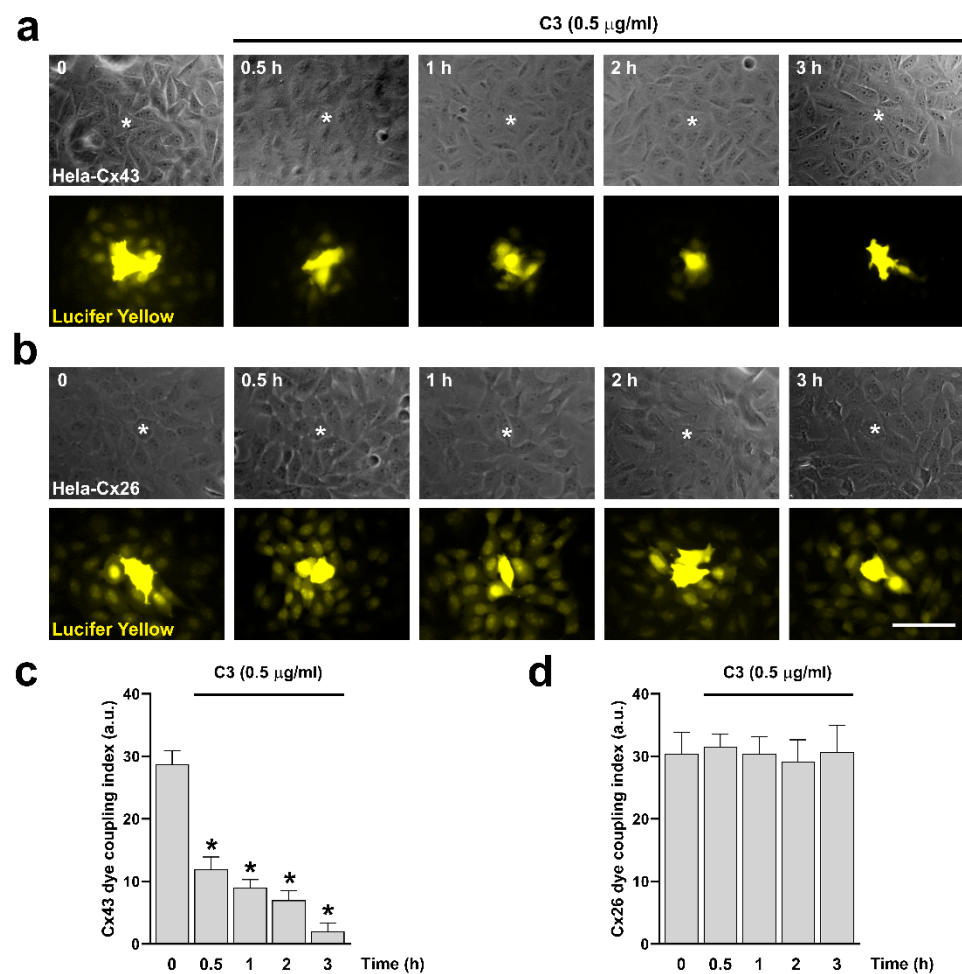 a
C3 (0.5 μg/ml)
0
0.5 h
1 h
2 h
3 h
*
*
*
*
*
Hela-Cx43
Lucifer Yellow
b
0
0.5 h
1 h
2 h
3 h
*
*
*
*
*
Hela-Cx26
Lucifer Yellow
c
C3 (0.5 μg/ml)
Cx43 dye coupling index (a.u.)
40
30
20
10
0
*
*
*
*
0 0.5 1 2 3 Time (h)
d
C3 (0.5 μg/ml)
Cx26 dye coupling index (a.u.)
40
30
20
10
0
0 0.5 1 2 3 Time (h)